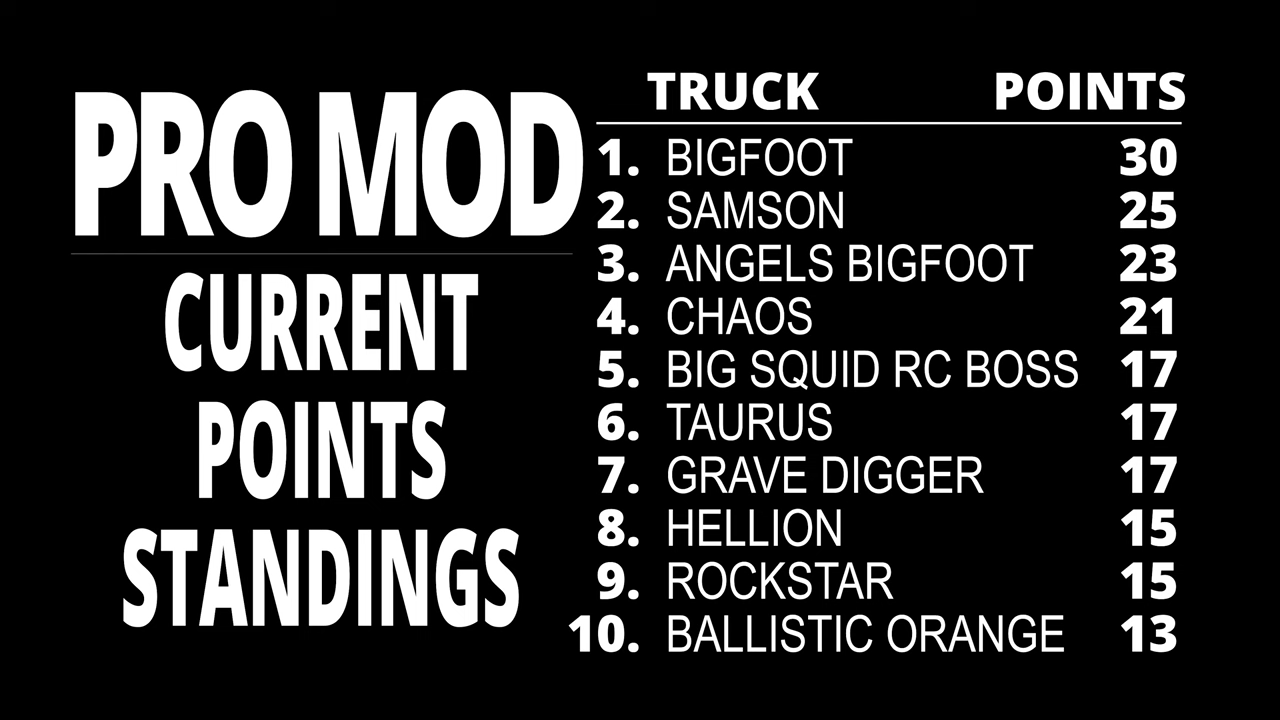 PRO MOD
CURRENT
POINTS
STANDINGS
TRUCK POINTS
1. BIGFOOT 30
2. SAMSON 25
3. ANGELS BIGFOOT 23
4. CHAOS 21
5. BIG SQUID RC BOSS 17
6. TAURUS 17
7. GRAVE DIGGER 17
8. HELLION 15
9. ROCKSTAR 15
10. BALLISTIC ORANGE 13